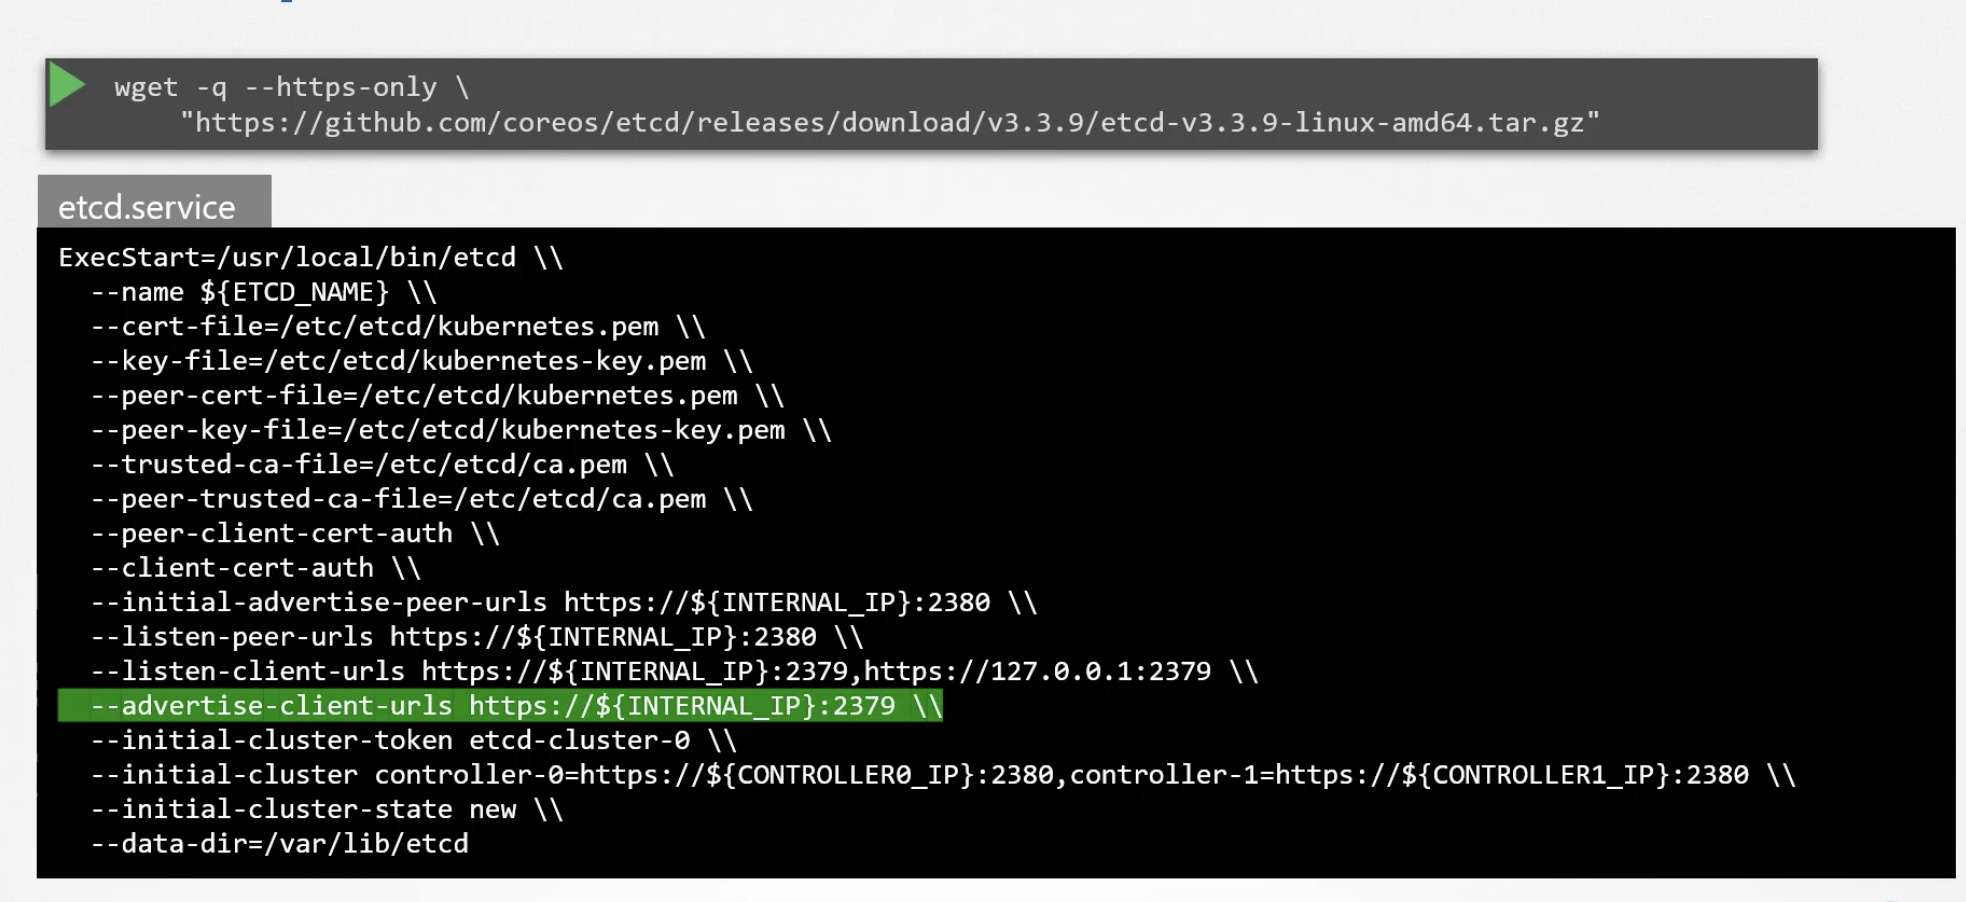 wget -q --https-only \
"https://github.com/coreos/etcd/releases/download/v3.3.9/etcd-v3.3.9-linux-amd64.tar.gz"
etcd.service
ExecStart=/usr/local/bin/etcd \\
--name ${ETCD_NAME} \\
--cert-file=/etc/etcd/kubernetes.pem \\
--key-file=/etc/etcd/kubernetes-key.pem \\
--peer-cert-file=/etc/etcd/kubernetes.pem \\
--peer-key-file=/etc/etcd/kubernetes-key.pem \\
--trusted-ca-file=/etc/etcd/ca.pem \\
--peer-trusted-ca-file=/etc/etcd/ca.pem \\
--peer-client-cert-auth \\
--client-cert-auth \\
--initial-advertise-peer-urls https://${INTERNAL_IP}:2380 \\
--listen-peer-urls https://${INTERNAL_IP}:2380 \\
--listen-client-urls https://${INTERNAL_IP}:2379,https://127.0.0.1:2379 \\
--advertise-client-urls https://${INTERNAL_IP}:2379 \\
--initial-cluster-token etcd-cluster-0 \\
--initial-cluster controller-0=https://${CONTROLLER0_IP}:2380,controller-1=https://${CONTROLLER1_IP}:2380 \\
--initial-cluster-state new \\
--data-dir=/var/lib/etcd